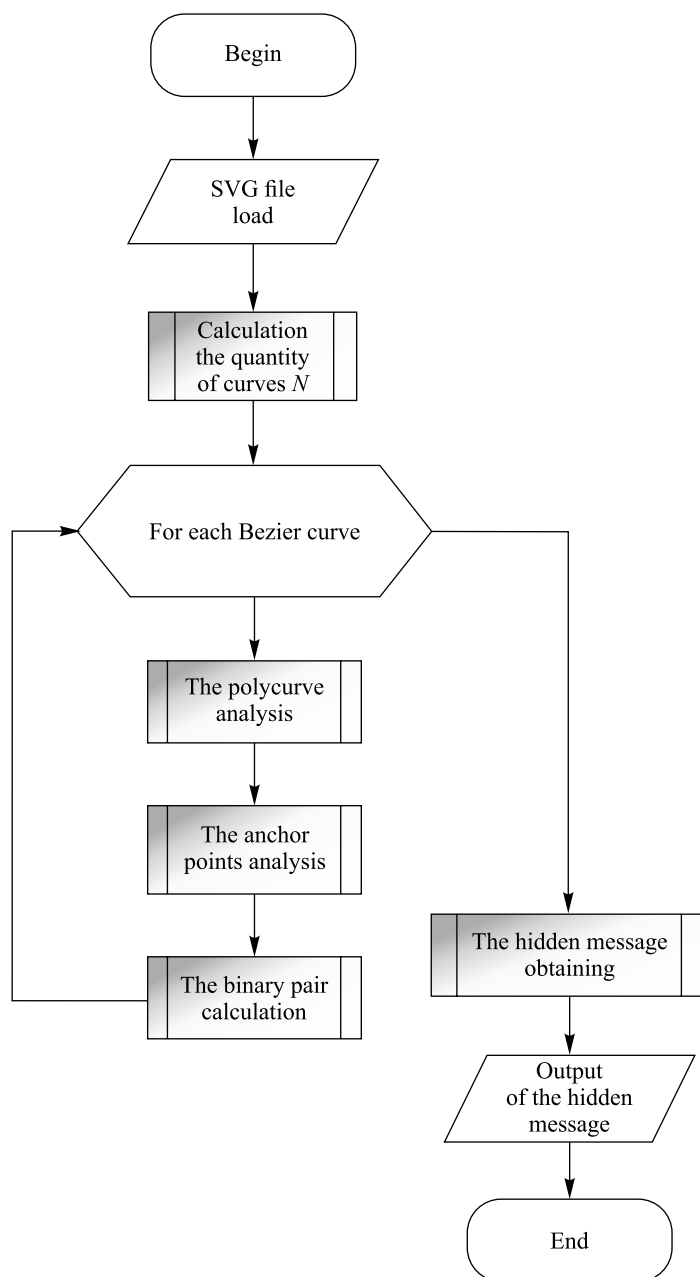 Begin
SVG file
load
Calculation
the quantity
of curves N
For each Bezier curve
The polycurve
analysis
The anchor
points analysis
The binary pair
calculation
The hidden message
obtaining
Output
of the hidden
message
End